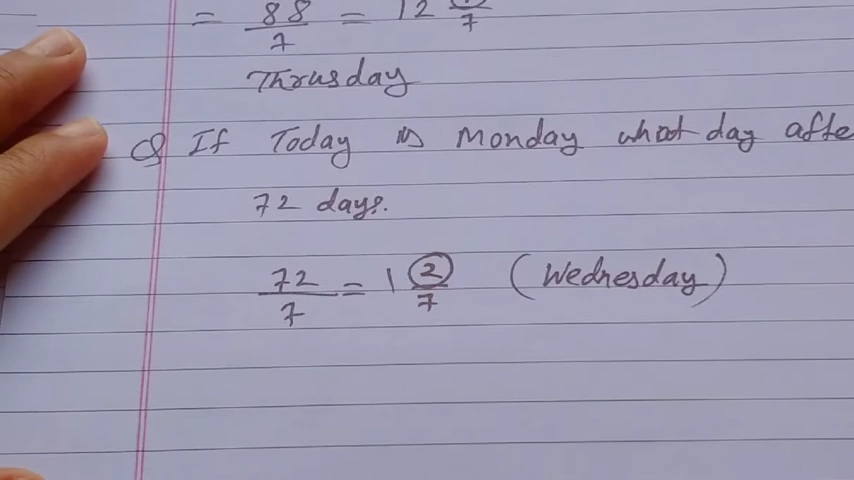 = 88/7 = 12 /7
Thrusday
Q If Today is Monday what day afte
72 days.
72/7 = 1 2/7 (Wednesday)